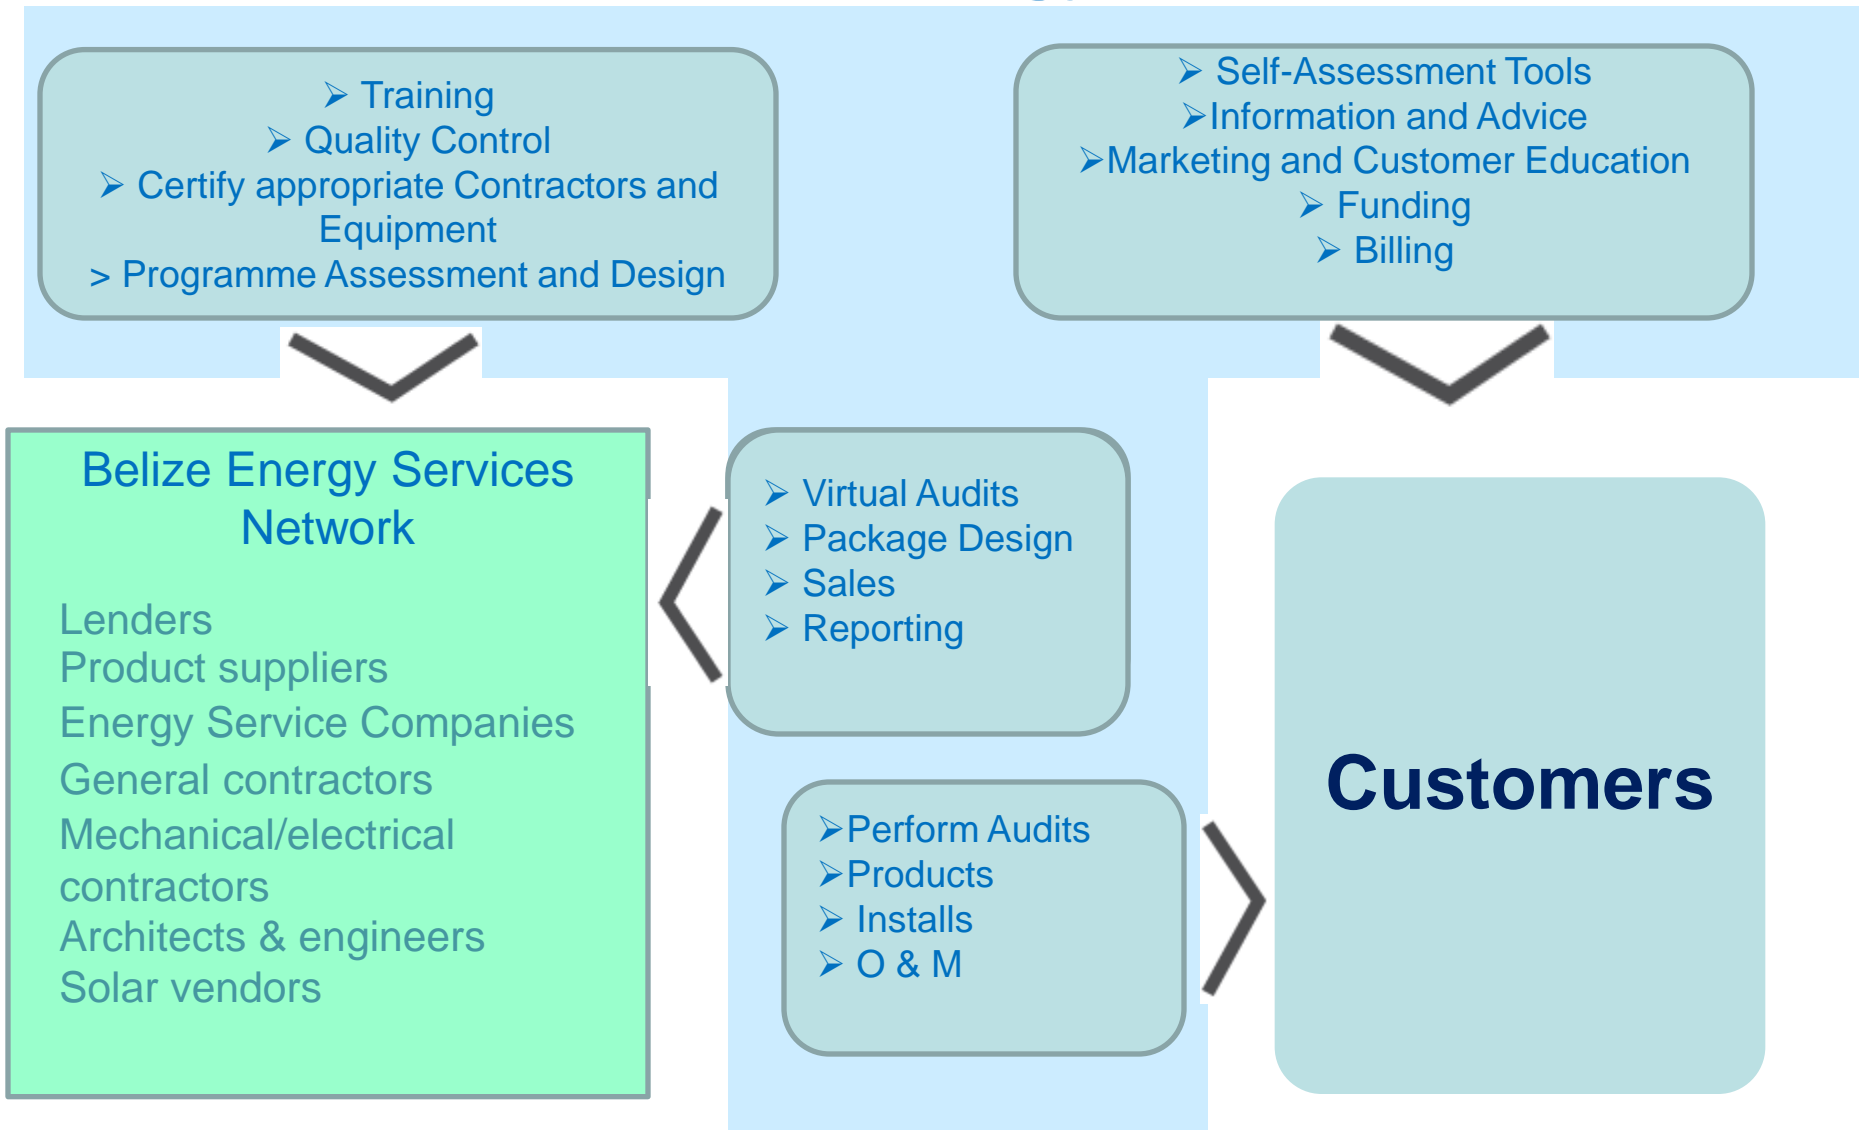 ➢ Training
➢ Quality Control
➢ Certify appropriate Contractors and
Equipment
> Programme Assessment and Design
➢ Self-Assessment Tools
➢Information and Advice
➢Marketing and Customer Education
➢ Funding
➢ Billing
Belize Energy Services
Network
Lenders
Product suppliers
Energy Service Companies
General contractors
Mechanical/electrical
contractors
Architects & engineers
Solar vendors
➢ Virtual Audits
➢ Package Design
➢ Sales
➢ Reporting
➢Perform Audits
➢Products
➢ Installs
➢ O & M
Customers